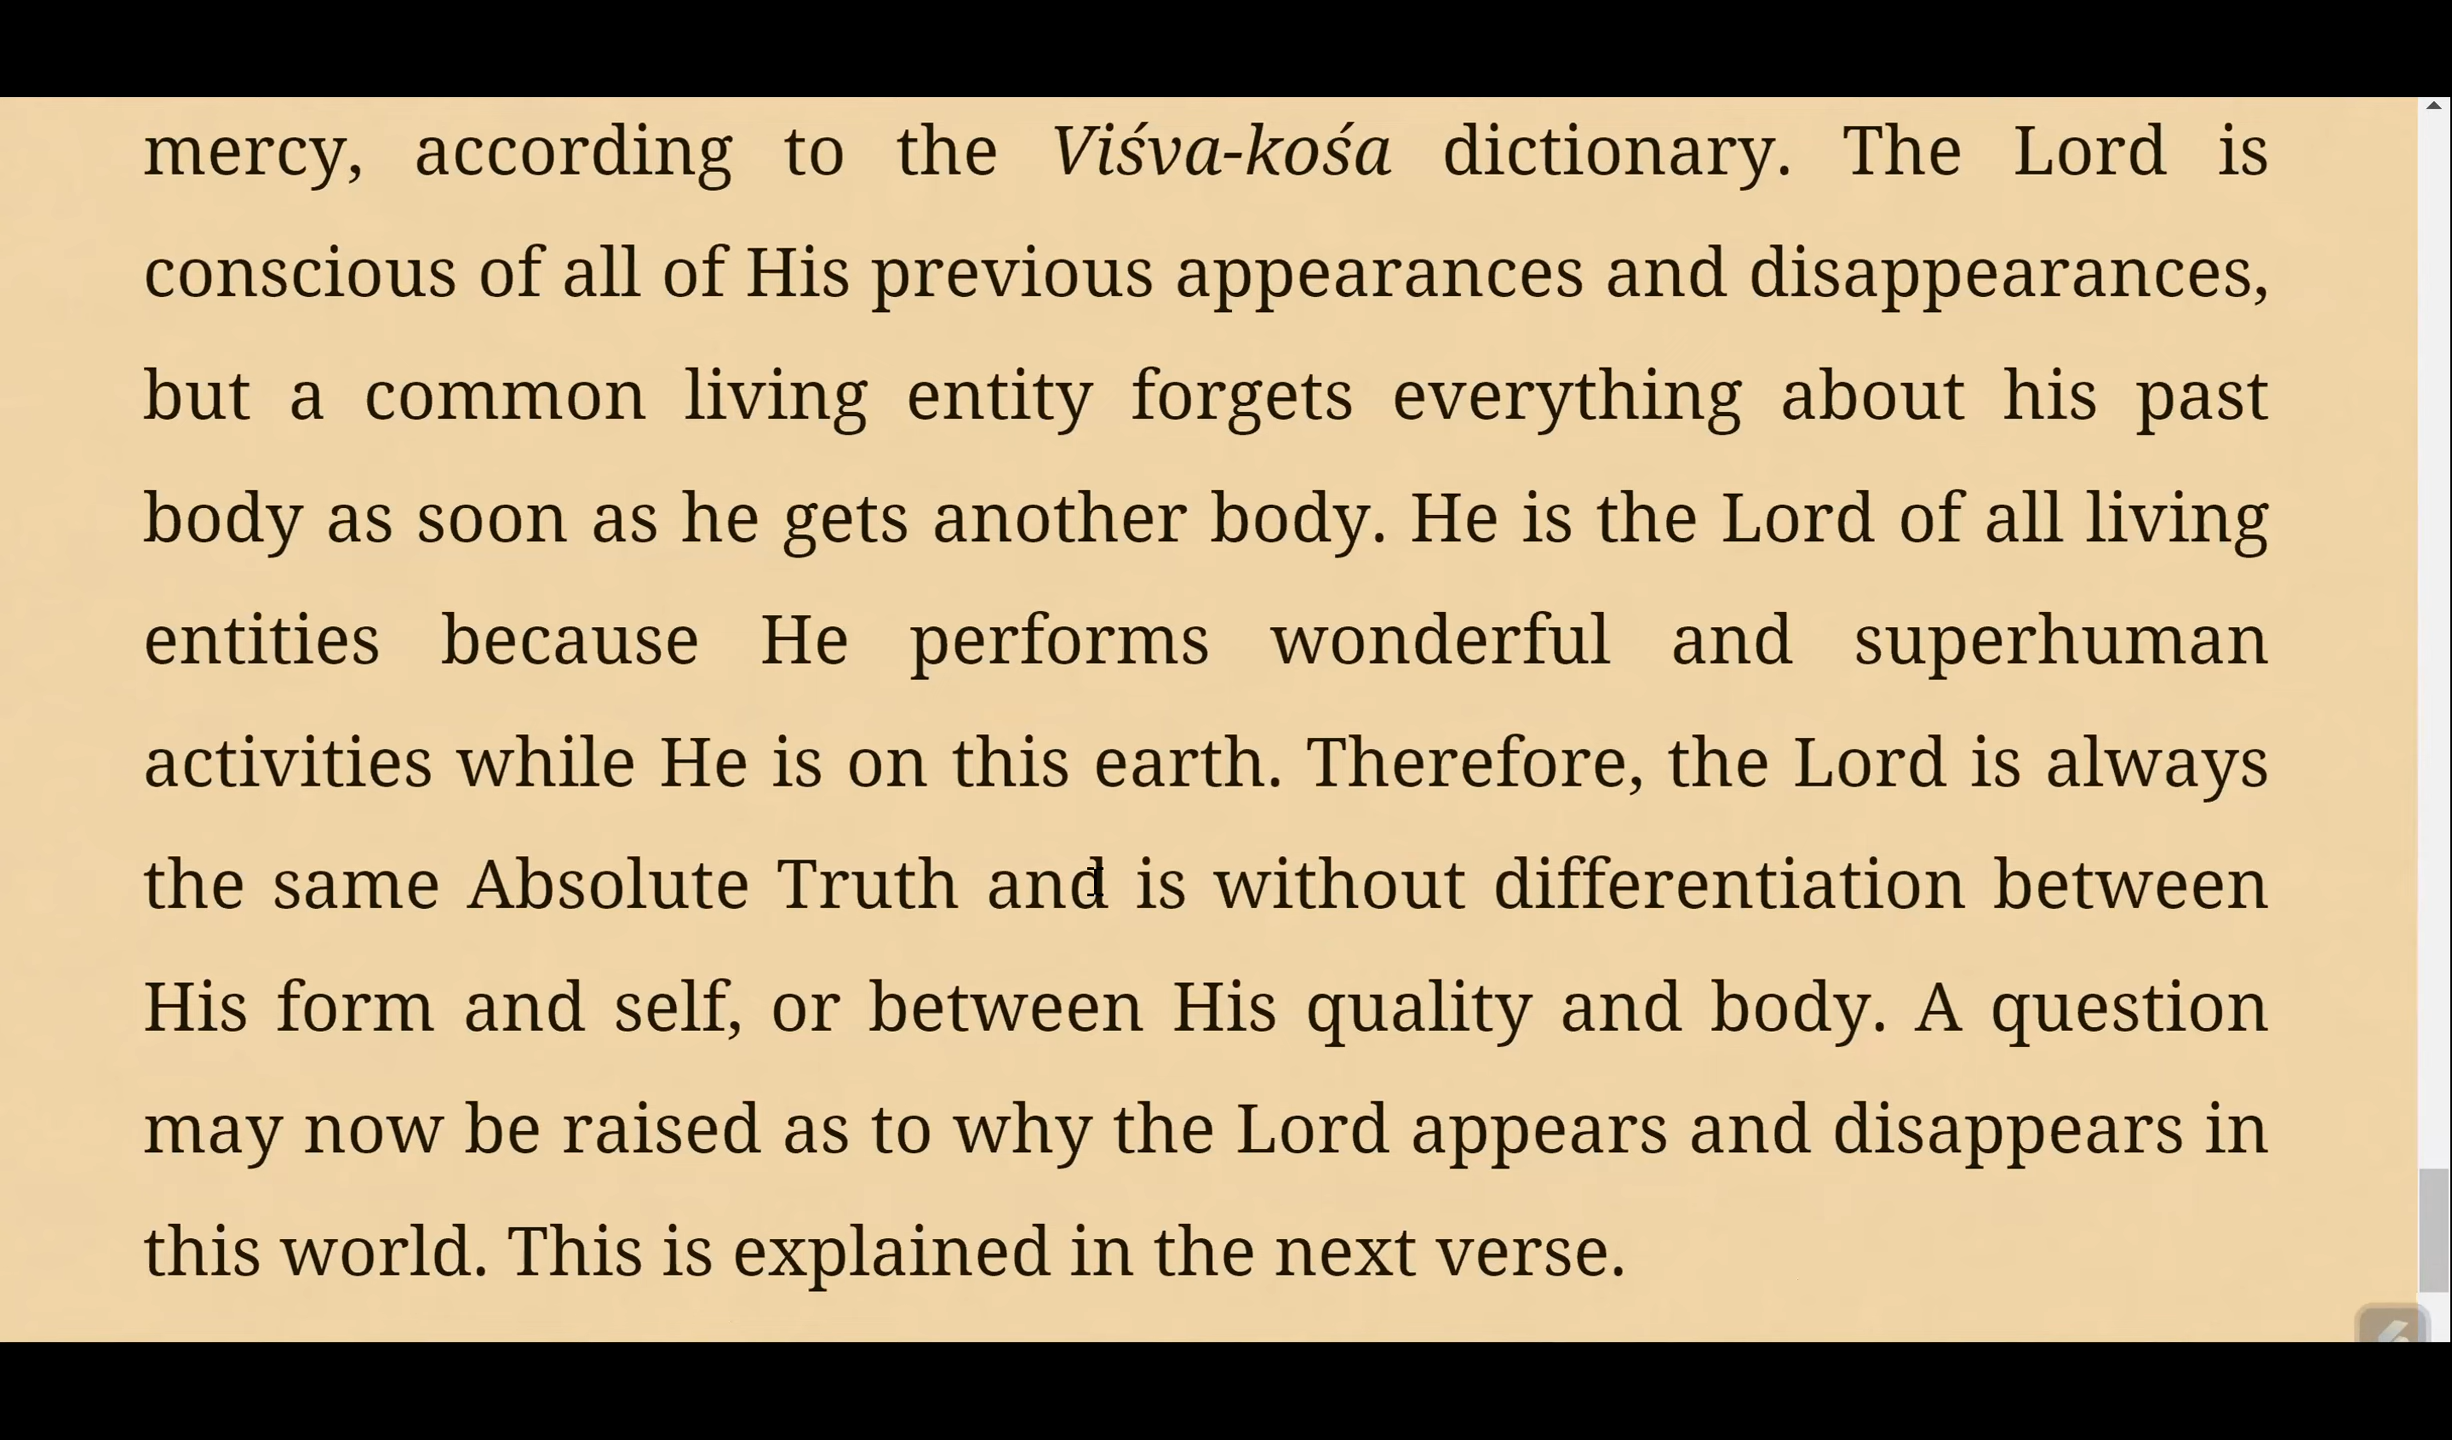 mercy, according to the Viśva-kośa dictionary. The Lord is
conscious of all of His previous appearances and disappearances,
but a common living entity forgets everything about his past
body as soon as he gets another body. He is the Lord of all living
entities because He performs wonderful and superhuman
activities while He is on this earth. Therefore, the Lord is always
the same Absolute Truth and is without differentiation between
His form and self, or between His quality and body. A question
may now be raised as to why the Lord appears and disappears in
this world. This is explained in the next verse.